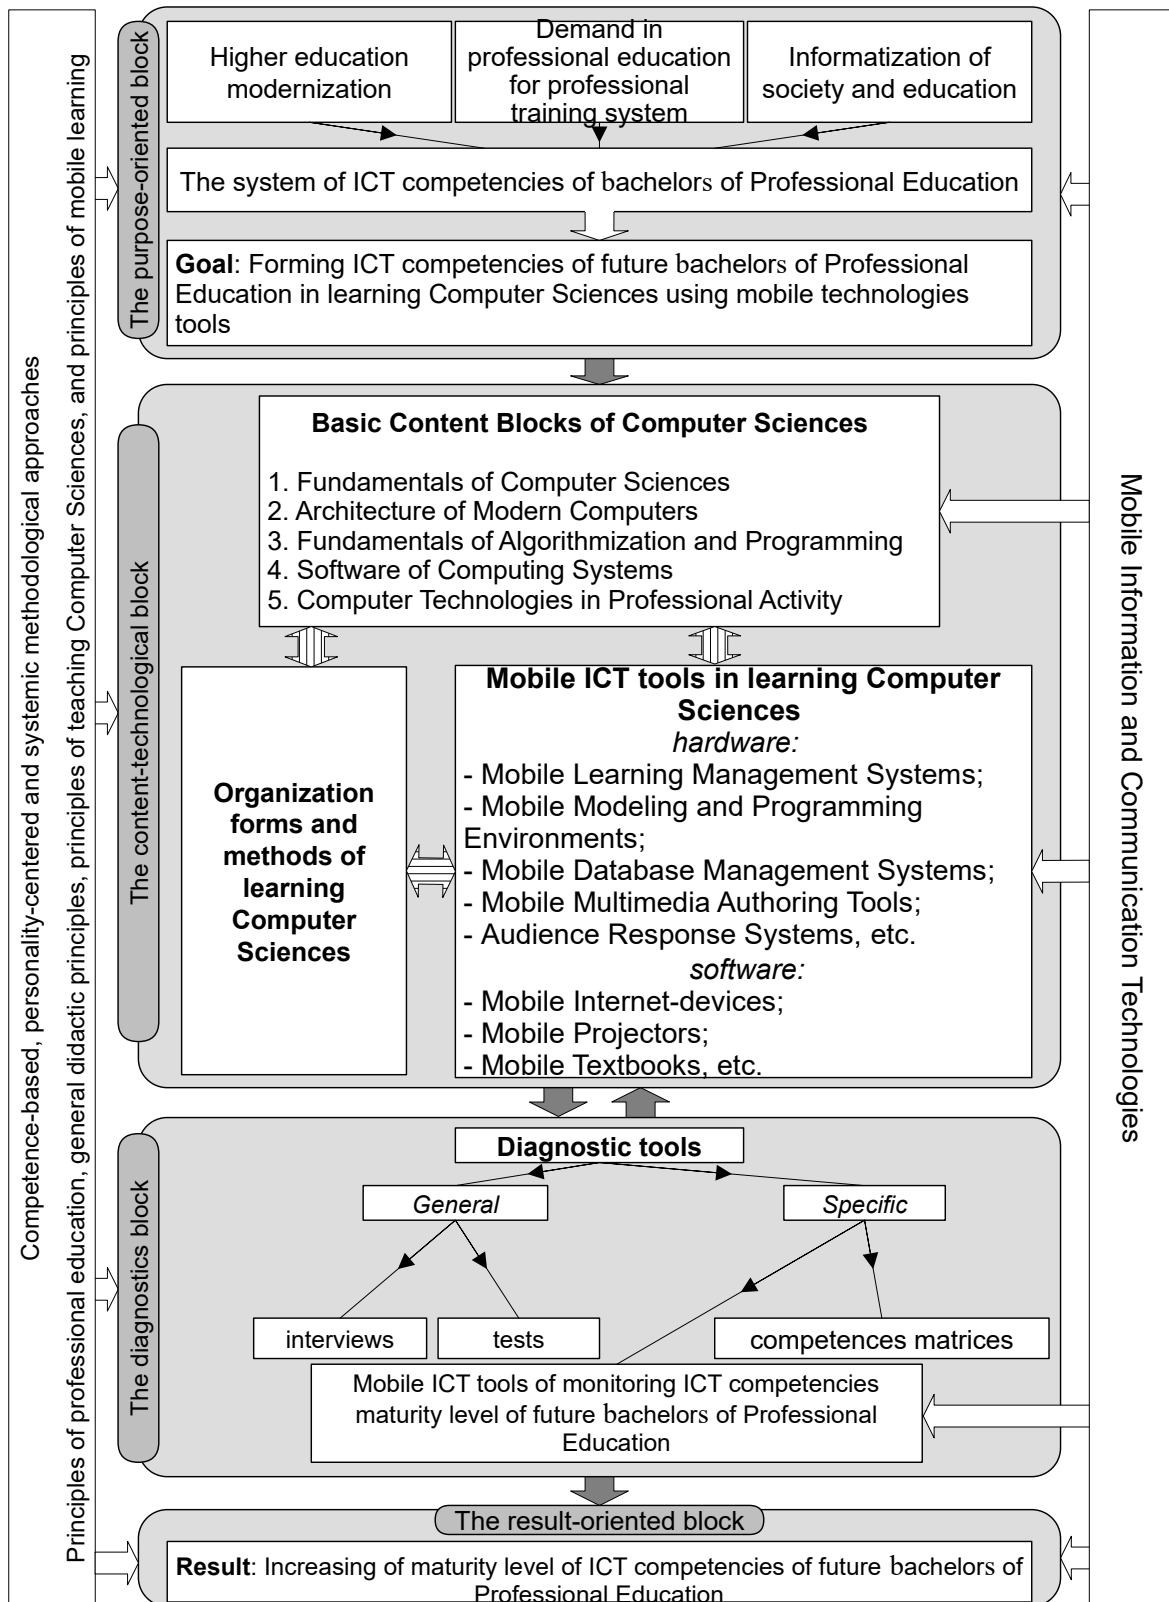 Competence-based, personality-centered and systemic methodological approaches
Principles of professional education, general didactic principles, principles of teaching Computer Sciences, and principles of mobile learning
The purpose-oriented block
Higher education
modernization
Demand in
professional education
for professional
training system
Informatization of
society and education
The system of ICT competencies of bachelors of Professional Education
Goal: Forming ICT competencies of future bachelors of Professional
Education in learning Computer Sciences using mobile technologies
tools
The content-technological block
Basic Content Blocks of Computer Sciences
1. Fundamentals of Computer Sciences
2. Architecture of Modern Computers
3. Fundamentals of Algorithmization and Programming
4. Software of Computing Systems
5. Computer Technologies in Professional Activity
Organization
forms and
methods of
learning
Computer
Sciences
Mobile ICT tools in learning Computer
Sciences
hardware:
- Mobile Learning Management Systems;
- Mobile Modeling and Programming
Environments;
- Mobile Database Management Systems;
- Mobile Multimedia Authoring Tools;
- Audience Response Systems, etc.
software:
- Mobile Internet-devices;
- Mobile Projectors;
- Mobile Textbooks, etc.
The diagnostics block
Diagnostic tools
General
Specific
interviews
tests
competences matrices
Mobile ICT tools of monitoring ICT competencies
maturity level of future bachelors of Professional
Education
The result-oriented block
Result: Increasing of maturity level of ICT competencies of future bachelors of
Professional Education
Mobile Information and Communication Technologies